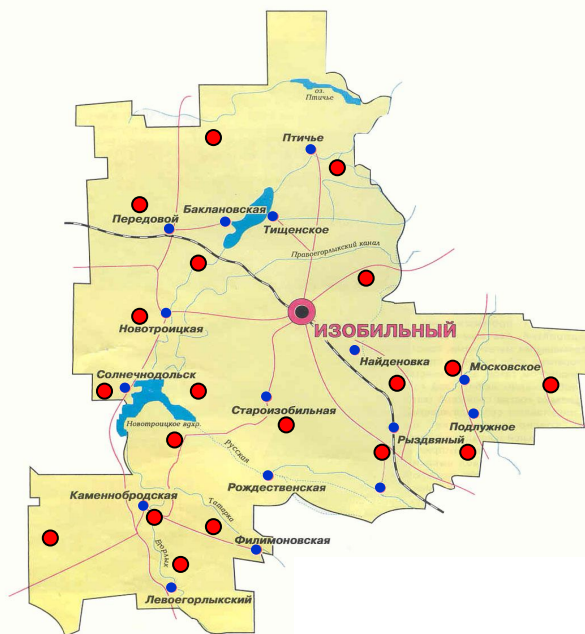 оз.
Птичье
Птичье
Баклановская
Передовой
Тищенское
Правоегорлыкский канал
ИЗОБИЛЬНЫЙ
Новотроицкая
Найденовка
Солнечнодольск
Московское
Староизобильная
Новотроицкое вдхр.
Подлужное
Рыздвяный
Русская
Рождественская
Каменнобродская
Татарка
Егорлык
Филимоновская
Левоегорлыкский